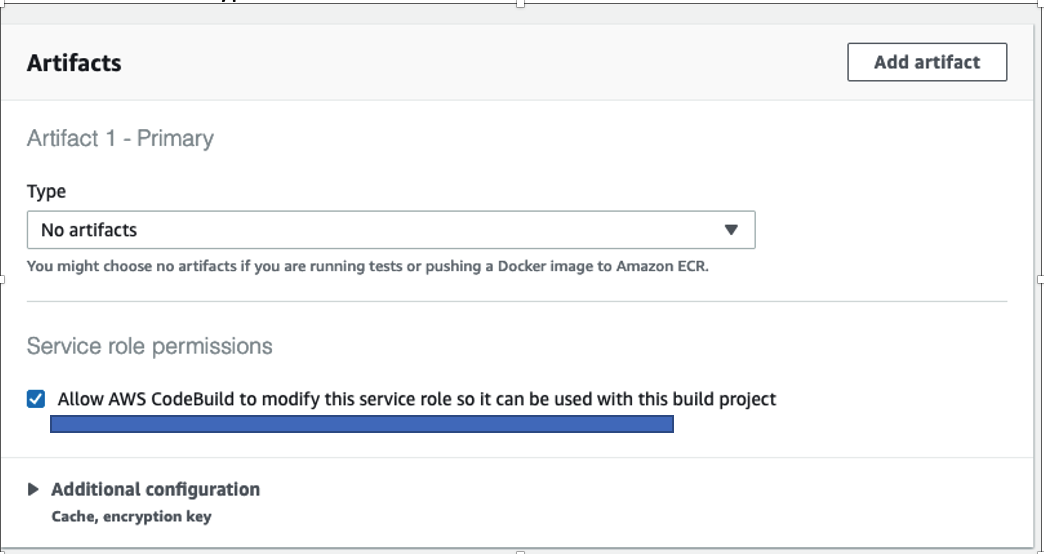 Artifacts
Add artifact
Artifact 1 - Primary
Type
No artifacts
You might choose no artifacts if you are running tests or pushing a Docker image to Amazon ECR.
Service role permissions
Allow AWS CodeBuild to modify this service role so it can be used with this build project
Additional configuration
Cache, encryption key